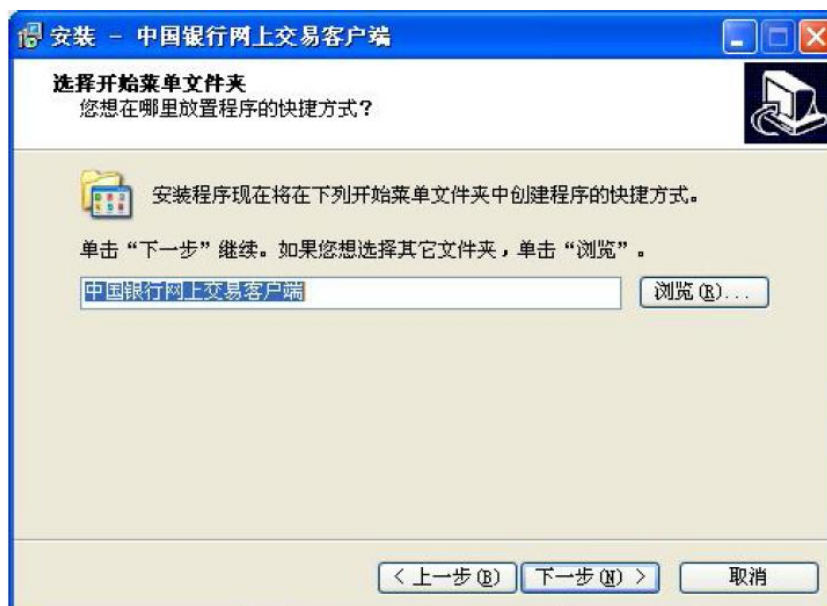 安装 - 中国银行网上交易客户端
选择开始菜单文件夹
您想在哪里放置程序的快捷方式?
安装程序现在将在下列开始菜单文件夹中创建程序的快捷方式。
单击“下一步”继续。如果您想选择其它文件夹，单击“浏览”。
中国银行网上交易客户端
浏览(R)...
< 上一步(B)
下一步(N) >
取消